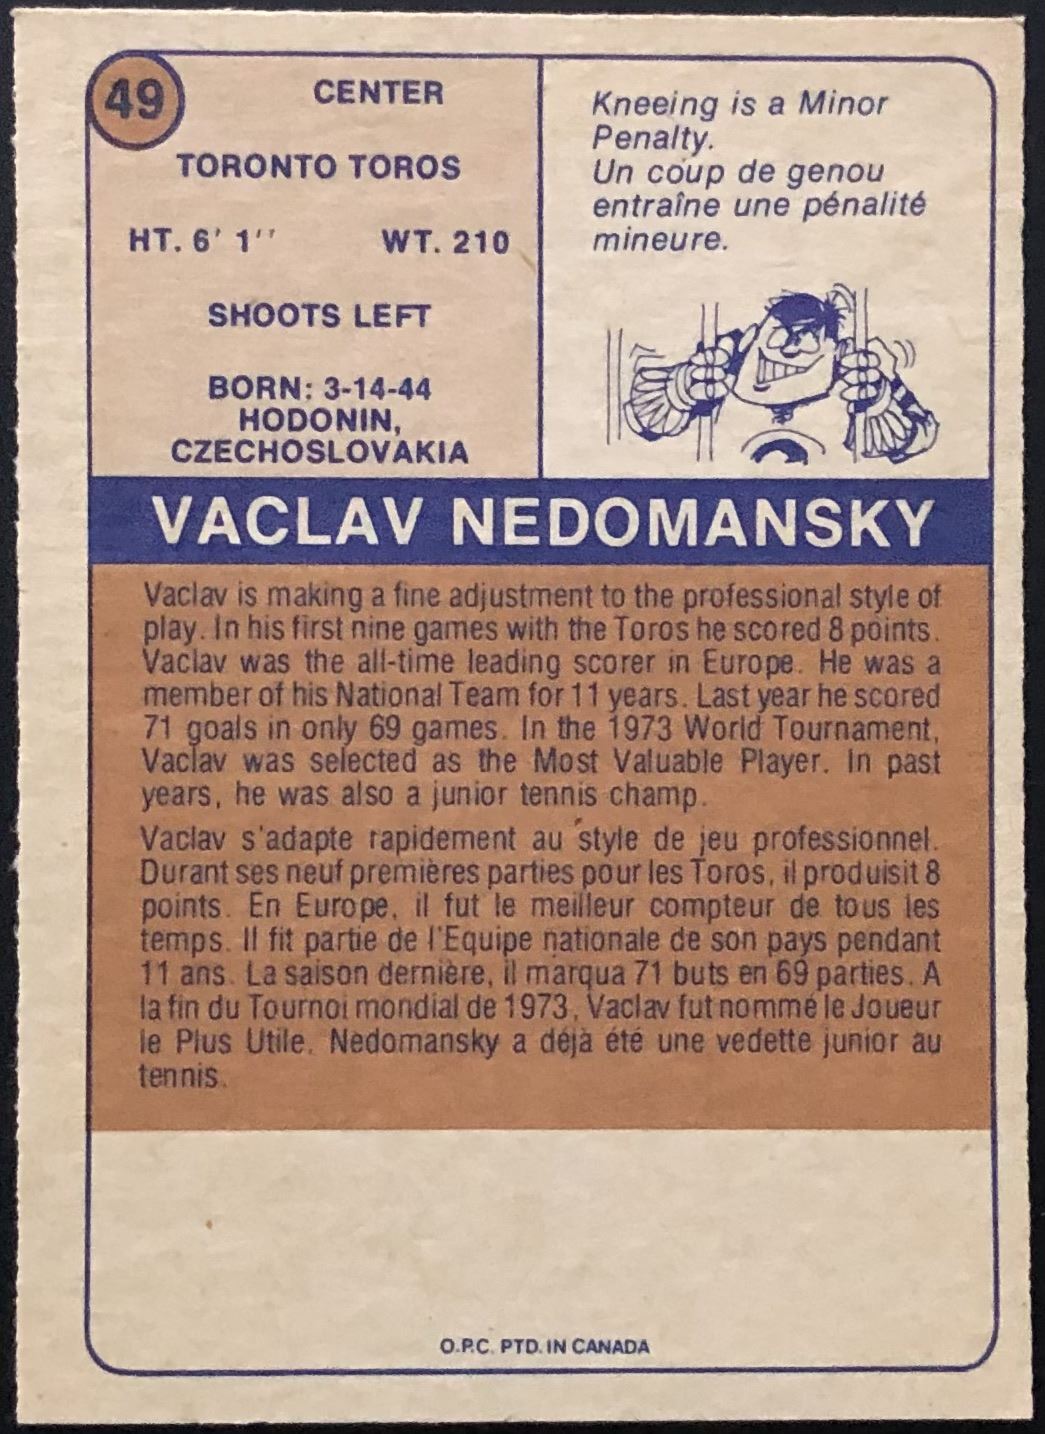 49
CENTER
TORONTO TOROS
HT. 6' 1'' WT. 210
SHOOTS LEFT
BORN: 3-14-44
HODONIN,
CZECHOSLOVAKIA
Kneeing is a Minor
Penalty.
Un coup de genou
entraîne une pénalité
mineure.
VACLAV NEDOMANSKY
Vaclav is making a fine adjustment to the professional style of
play. In his first nine games with the Toros he scored 8 points.
Vaclav was the all-time leading scorer in Europe. He was a
member of his National Team for 11 years. Last year he scored
71 goals in only 69 games. In the 1973 World Tournament,
Vaclav was selected as the Most Valuable Player. In past
years, he was also a junior tennis champ.
Vaclav s'adapte rapidement au style de jeu professionnel.
Durant ses neuf premières parties pour les Toros, il produisit 8
points. En Europe, il fut le meilleur compteur de tous les
temps. Il fit partie de l'Equipe nationale de son pays pendant
11 ans. La saison dernière, il marqua 71 buts en 69 parties. A
la fin du Tournoi mondial de 1973, Vaclav fut nommé le Joueur
le Plus Utile. Nedomansky a déjà été une vedette junior au
tennis.
O.P.C. PTD. IN CANADA